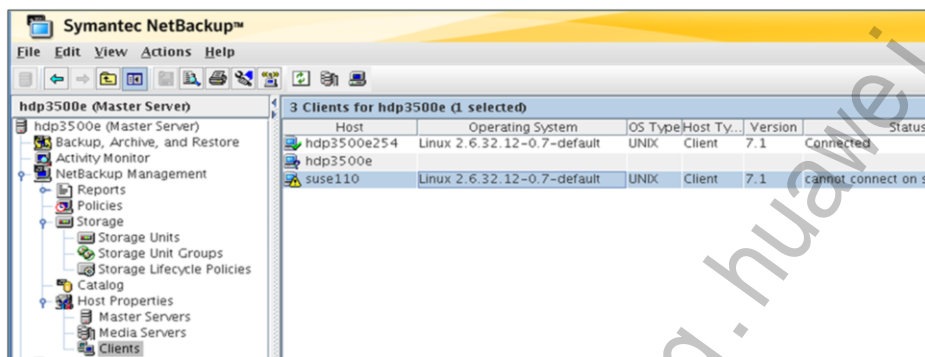 Symantec NetBackup™
File Edit View Actions Help
hdp3500e (Master Server)
3 Clients for hdp3500e (1 selected)
hdp3500e (Master Server)
Backup, Archive, and Restore
Activity Monitor
NetBackup Management
Reports
Policies
Storage
Storage Units
Storage Unit Groups
Storage Lifecycle Policies
Catalog
Host Properties
Master Servers
Media Servers
Clients
Host Operating System OS Type Host Ty... Version Status
hdp3500e254 Linux 2.6.32.12-0.7-default UNIX Client 7.1 Connected
hdp3500e
suse110 Linux 2.6.32.12-0.7-default UNIX Client 7.1 cannot connect on s
g.huawei